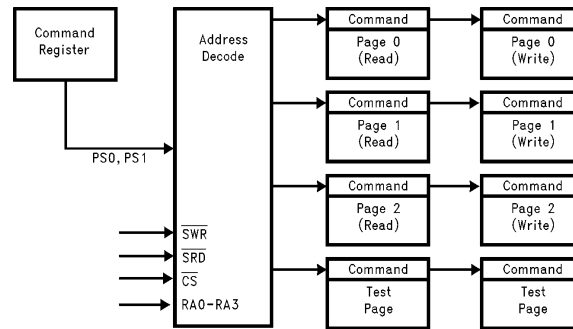 Command
Register
PS0, PS1
Address
Decode
SWR
SRD
CS
RA0-RA3
Command
Page 0
(Read)
Command
Page 0
(Write)
Command
Page 1
(Read)
Command
Page 1
(Write)
Command
Page 2
(Read)
Command
Page 2
(Write)
Command
Test
Page
Command
Test
Page